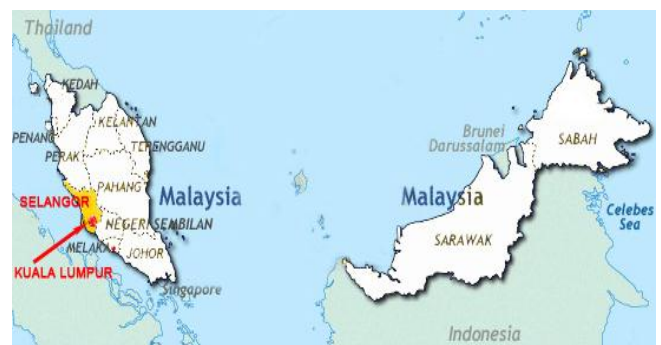 Thailand
KEDAH
KELANTAN
PENANG
TERENGGANU
PERAK
PAHANG
SELANGOR
Malaysia
NEGERI SEMBILAN
MELAKA
JOHOR
KUALA LUMPUR
Singapore
Brunei
Darussalam
SABAH
Malaysia
Celebes
Sea
SARAWAK
Indonesia